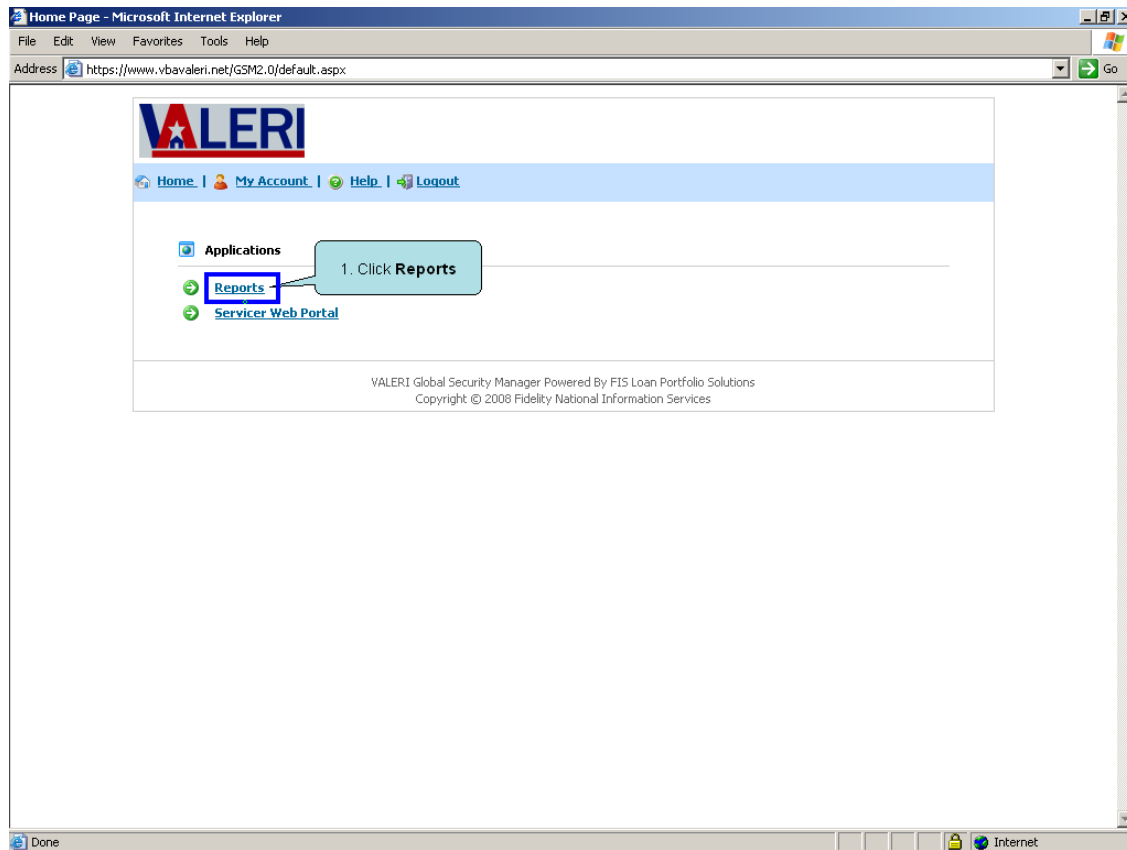 Home Page - Microsoft Internet Explorer
File Edit View Favorites Tools Help
Address https://www.vbavaleri.net/GSM2.0/default.aspx Go
VALERI
Home | My Account | Help | Logout
Applications
1. Click Reports
Reports
Servicer Web Portal
VALERI Global Security Manager Powered By FIS Loan Portfolio Solutions
Copyright © 2008 Fidelity National Information Services
Done Internet